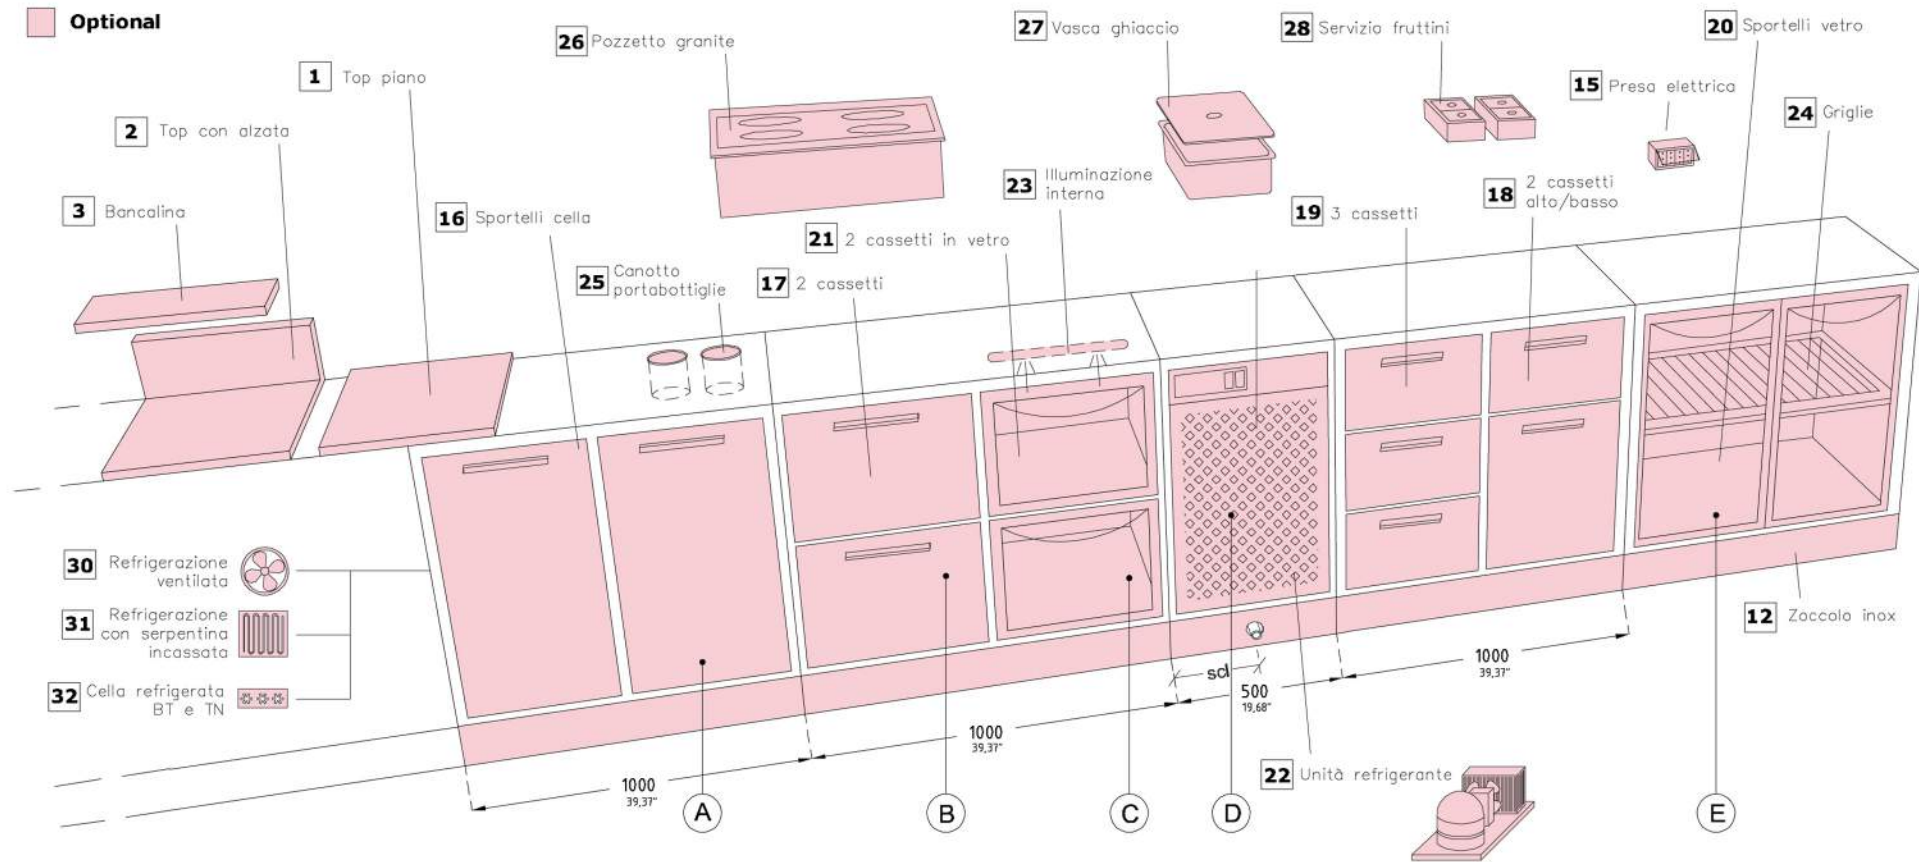 Optional
26 Pozzetto granite
27 Vasca ghiaccio
28 Servizio fruttini
20 Sportelli vetro
1 Top piano
15 Presa elettrica
24 Griglie
2 Top con alzata
23 Illuminazione
interna
18 2 cassetti
alto/basso
3 Bancalina
16 Sportelli cella
19 3 cassetti
21 2 cassetti in vetro
25 Canotto
portabottiglie
17 2 cassetti
30 Refrigerazione
ventilata
31 Refrigerazione
con serpentina
incassata
32 Cella refrigerata
BT e TN
12 Zoccolo inox
scl
1000
39,37"
500
19,68"
1000
39,37"
1000
39,37"
22 Unità refrigerante
A
B
C
D
E